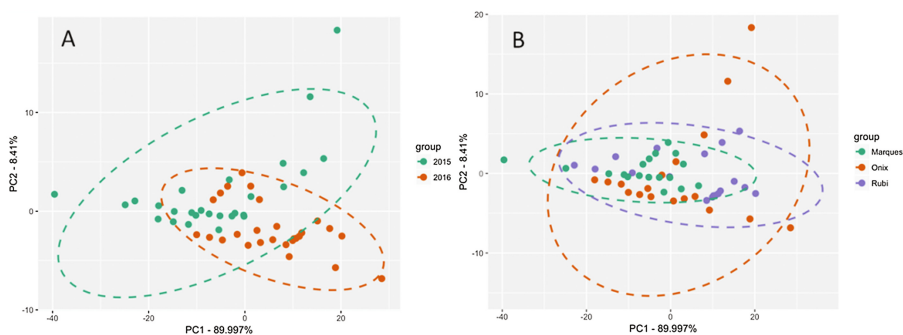 A
PC2 - 8.41%
10
0
-10
-40
-20
0
20
PC1 - 89.997%
group
2015
2016
B
PC2 - 8.41%
20
10
0
-10
-40
-20
0
20
PC1 - 89.997%
group
Marques
Onix
Rubi